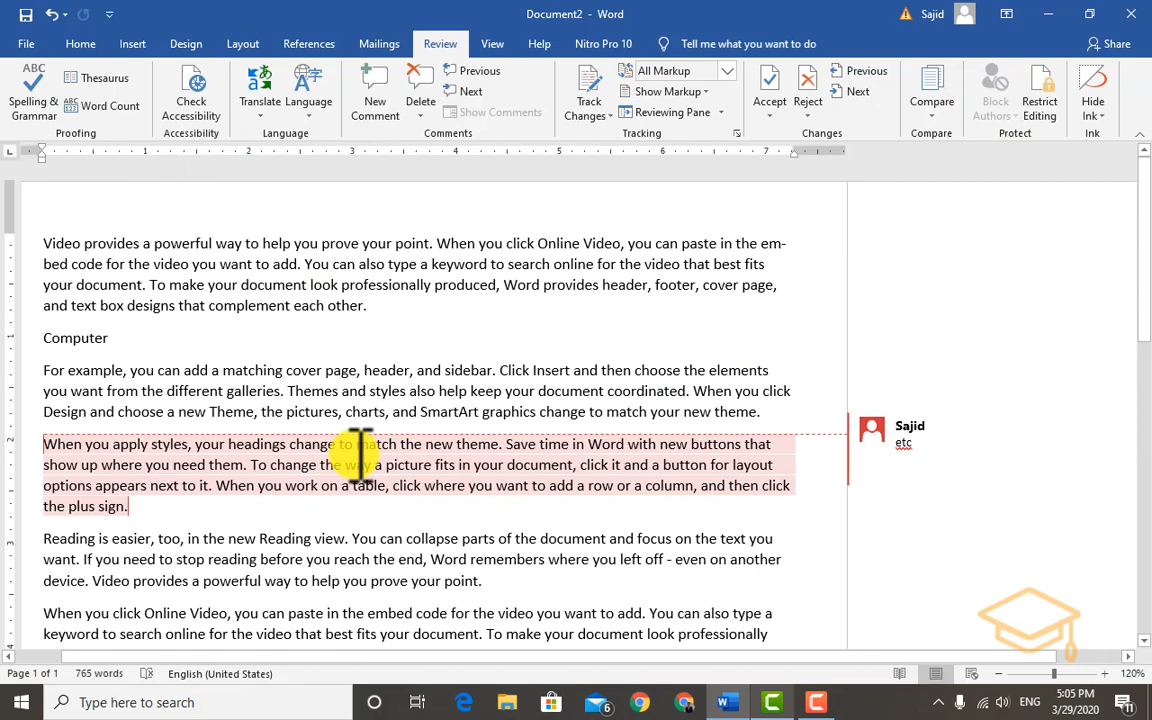 Document2 - Word
Sajid
File Home Insert Design Layout References Mailings Review View Help Nitro Pro 10 Tell me what you want to do Share
ABC
Spelling & Grammar
Thesaurus
ABC 123 Word Count
Proofing
Check Accessibility
Accessibility
Translate
Language
Language
New Comment
Delete
Previous
Next
Show Comments
Comments
Track Changes
All Markup
Show Markup
Reviewing Pane
Tracking
Accept
Reject
Previous
Next
Changes
Compare
Compare
Block Authors
Restrict Editing
Protect
Hide Ink
Ink
1 2 3 4 5 6 7
Video provides a powerful way to help you prove your point. When you click Online Video, you can paste in the em-
bed code for the video you want to add. You can also type a keyword to search online for the video that best fits
your document. To make your document look professionally produced, Word provides header, footer, cover page,
and text box designs that complement each other.
Computer
For example, you can add a matching cover page, header, and sidebar. Click Insert and then choose the elements
you want from the different galleries. Themes and styles also help keep your document coordinated. When you click
Design and choose a new Theme, the pictures, charts, and SmartArt graphics change to match your new theme.
When you apply styles, your headings change to match the new theme. Save time in Word with new buttons that
show up where you need them. To change the way a picture fits in your document, click it and a button for layout
options appears next to it. When you work on a table, click where you want to add a row or a column, and then click
the plus sign.
Sajid
etc
Reading is easier, too, in the new Reading view. You can collapse parts of the document and focus on the text you
want. If you need to stop reading before you reach the end, Word remembers where you left off - even on another
device. Video provides a powerful way to help you prove your point.
When you click Online Video, you can paste in the embed code for the video you want to add. You can also type a
keyword to search online for the video that best fits your document. To make your document look professionally
Page 1 of 1 765 words English (United States) 120%
Type here to search
6
ENG
5:05 PM
3/29/2020
11